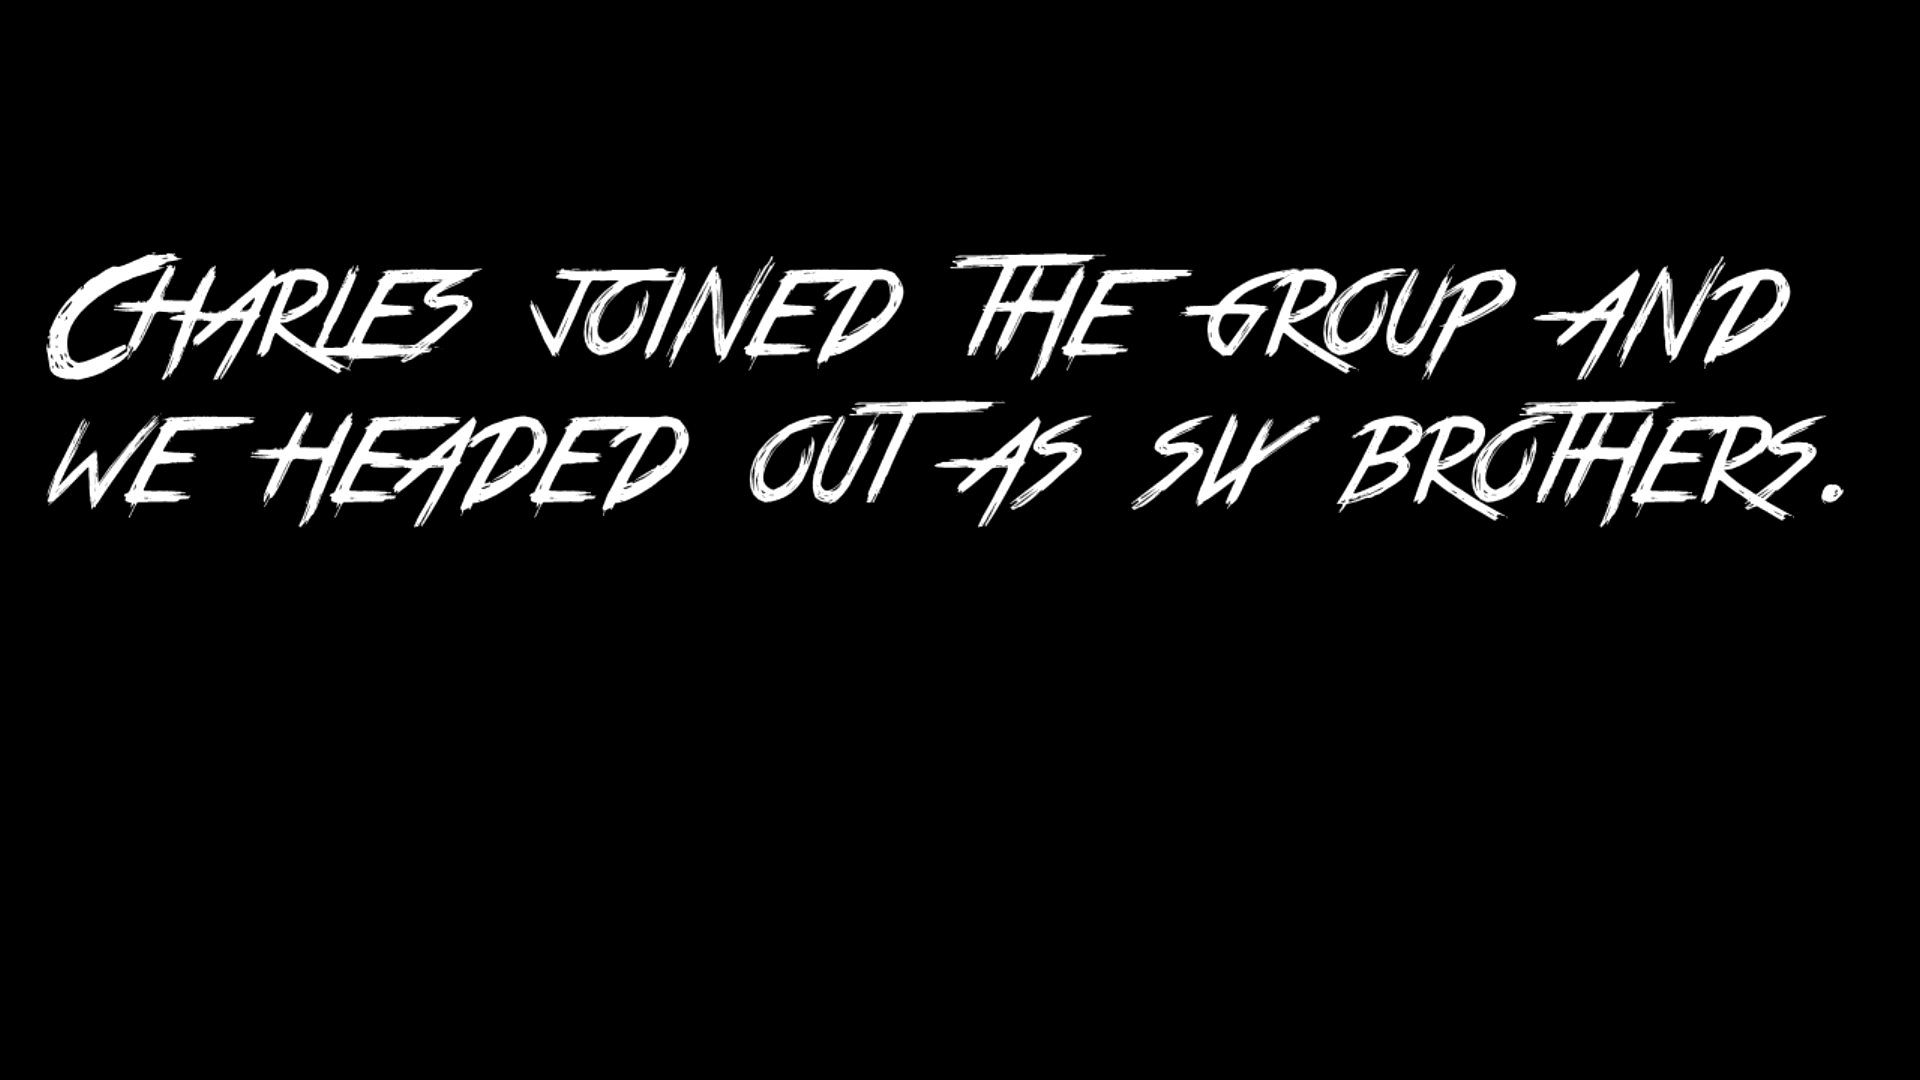 Charles joined the group and
we headed out as six brothers.